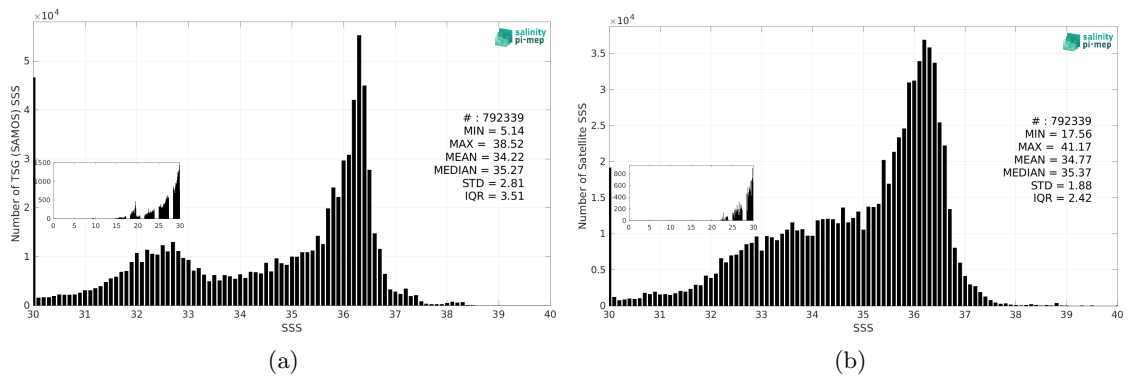 ×10⁴
salinity
pi-mep
Number of TSG (SAMOS) SSS
5
4
3
2
1
0
# : 792339
MIN = 5.14
MAX = 38.52
MEAN = 34.22
MEDIAN = 35.27
STD = 2.81
IQR = 3.51
1500
1000
500
0
0 5 10 15 20 25 30
30 31 32 33 34 35 36 37 38 39 40
SSS
(a)
×10⁴
salinity
pi-mep
Number of Satellite SSS
3.5
3
2.5
2
1.5
1
0.5
0
# : 792339
MIN = 17.56
MAX = 41.17
MEAN = 34.77
MEDIAN = 35.37
STD = 1.88
IQR = 2.42
800
600
400
200
0
0 5 10 15 20 25 30
30 31 32 33 34 35 36 37 38 39 40
SSS
(b)